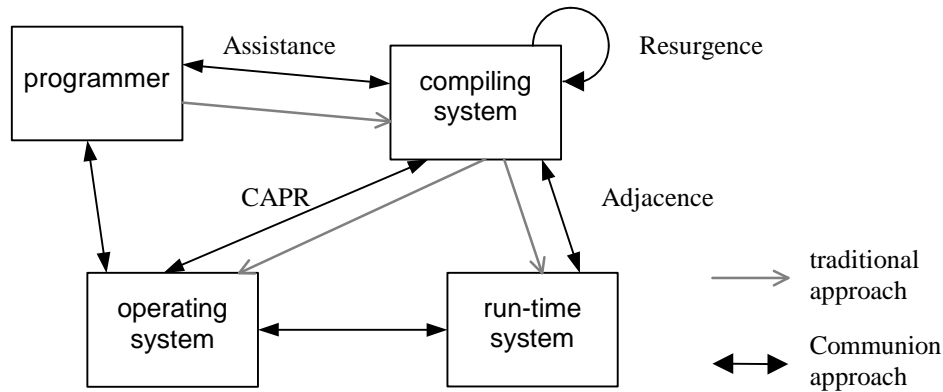 Assistance
Resurgence
programmer
compiling
system
CAPR
Adjacence
operating
system
run-time
system
traditional
approach
Communion
approach